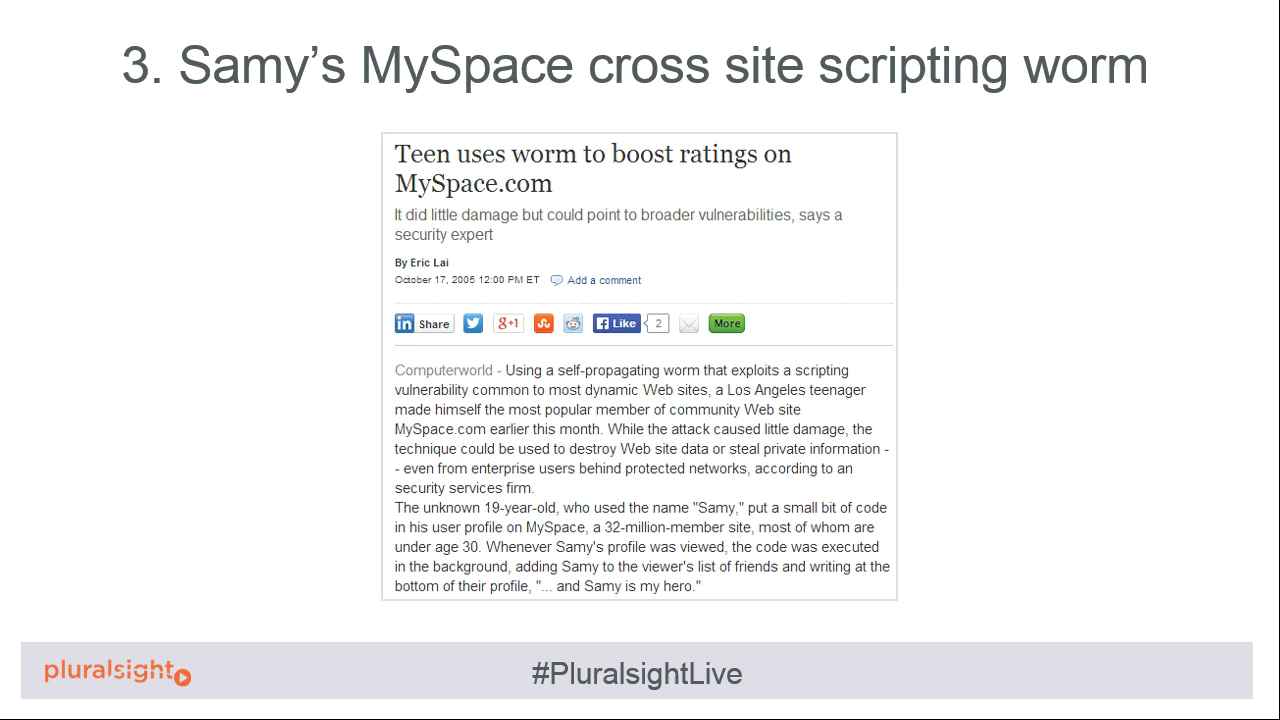 3. Samy’s MySpace cross site scripting worm
Teen uses worm to boost ratings on
MySpace.com
It did little damage but could point to broader vulnerabilities, says a
security expert
By Eric Lai
October 17, 2005 12:00 PM ET Add a comment
in Share g+1 Like 2 More
Computerworld - Using a self-propagating worm that exploits a scripting
vulnerability common to most dynamic Web sites, a Los Angeles teenager
made himself the most popular member of community Web site
MySpace.com earlier this month. While the attack caused little damage, the
technique could be used to destroy Web site data or steal private information -
- even from enterprise users behind protected networks, according to an
security services firm.
The unknown 19-year-old, who used the name "Samy," put a small bit of code
in his user profile on MySpace, a 32-million-member site, most of whom are
under age 30. Whenever Samy's profile was viewed, the code was executed
in the background, adding Samy to the viewer's list of friends and writing at the
bottom of their profile, "... and Samy is my hero."
pluralsight #PluralsightLive